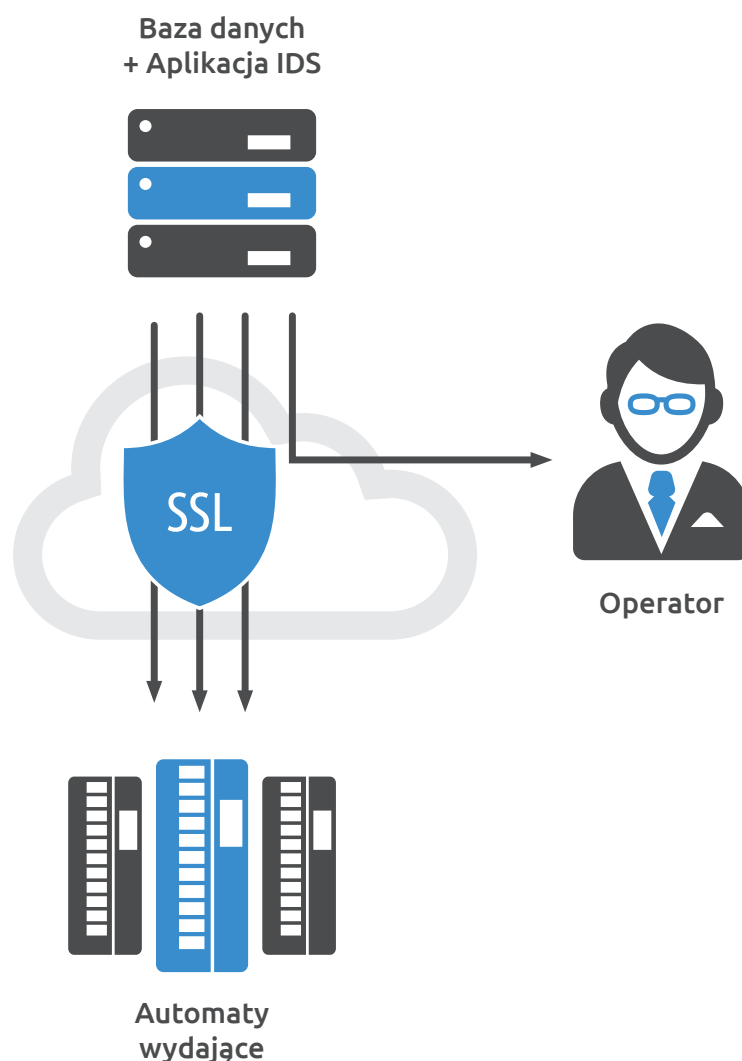 Baza danych
+ Aplikacja IDS
SSL
Operator
Automaty
wydające